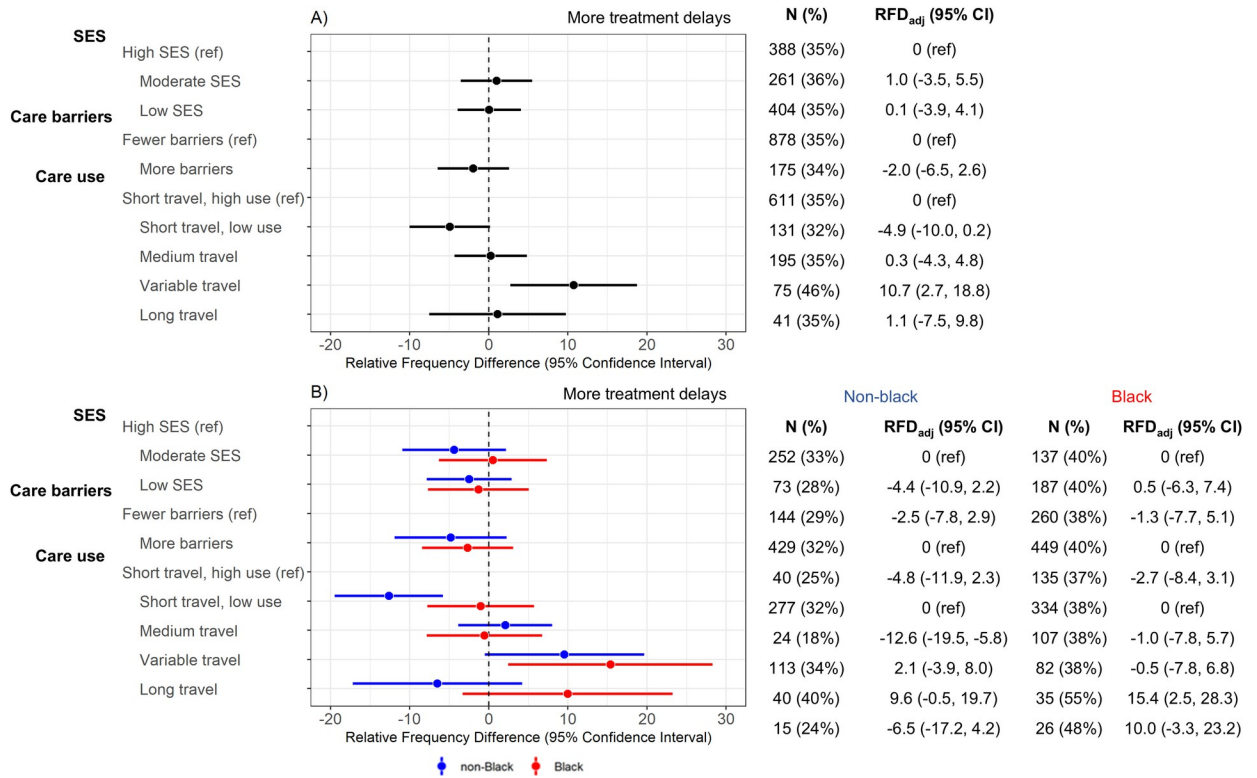 A) More treatment delays N (%) RFDadj (95% CI)
SES
High SES (ref) 388 (35%) 0 (ref)
Moderate SES 261 (36%) 1.0 (-3.5, 5.5)
Low SES 404 (35%) 0.1 (-3.9, 4.1)
Care barriers
Fewer barriers (ref) 878 (35%) 0 (ref)
More barriers 175 (34%) -2.0 (-6.5, 2.6)
Care use
Short travel, high use (ref) 611 (35%) 0 (ref)
Short travel, low use 131 (32%) -4.9 (-10.0, 0.2)
Medium travel 195 (35%) 0.3 (-4.3, 4.8)
Variable travel 75 (46%) 10.7 (2.7, 18.8)
Long travel 41 (35%) 1.1 (-7.5, 9.8)
-20 -10 0 10 20 30
Relative Frequency Difference (95% Confidence Interval)
B) More treatment delays Non-black Black
SES
N (%) RFDadj (95% CI) N (%) RFDadj (95% CI)
High SES (ref)
Moderate SES 252 (33%) 0 (ref) 137 (40%) 0 (ref)
Low SES 73 (28%) -4.4 (-10.9, 2.2) 187 (40%) 0.5 (-6.3, 7.4)
Care barriers
Fewer barriers (ref) 144 (29%) -2.5 (-7.8, 2.9) 260 (38%) -1.3 (-7.7, 5.1)
More barriers 429 (32%) 0 (ref) 449 (40%) 0 (ref)
Care use
Short travel, high use (ref) 40 (25%) -4.8 (-11.9, 2.3) 135 (37%) -2.7 (-8.4, 3.1)
Short travel, low use 277 (32%) 0 (ref) 334 (38%) 0 (ref)
Medium travel 24 (18%) -12.6 (-19.5, -5.8) 107 (38%) -1.0 (-7.8, 5.7)
Variable travel 113 (34%) 2.1 (-3.9, 8.0) 82 (38%) -0.5 (-7.8, 6.8)
Long travel 40 (40%) 9.6 (-0.5, 19.7) 35 (55%) 15.4 (2.5, 28.3)
15 (24%) -6.5 (-17.2, 4.2) 26 (48%) 10.0 (-3.3, 23.2)
-20 -10 0 10 20 30
Relative Frequency Difference (95% Confidence Interval)
non-Black Black